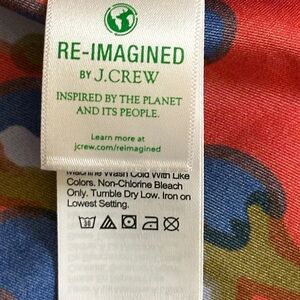 RE-IMAGINED
BY J.CREW
INSPIRED BY THE PLANET
AND ITS PEOPLE.
Learn more at
jcrew.com/reimagined
Machine Wash Cold With Like
Colors. Non-Chlorine Bleach
Only. Tumble Dry Low. Iron on
Lowest Setting.